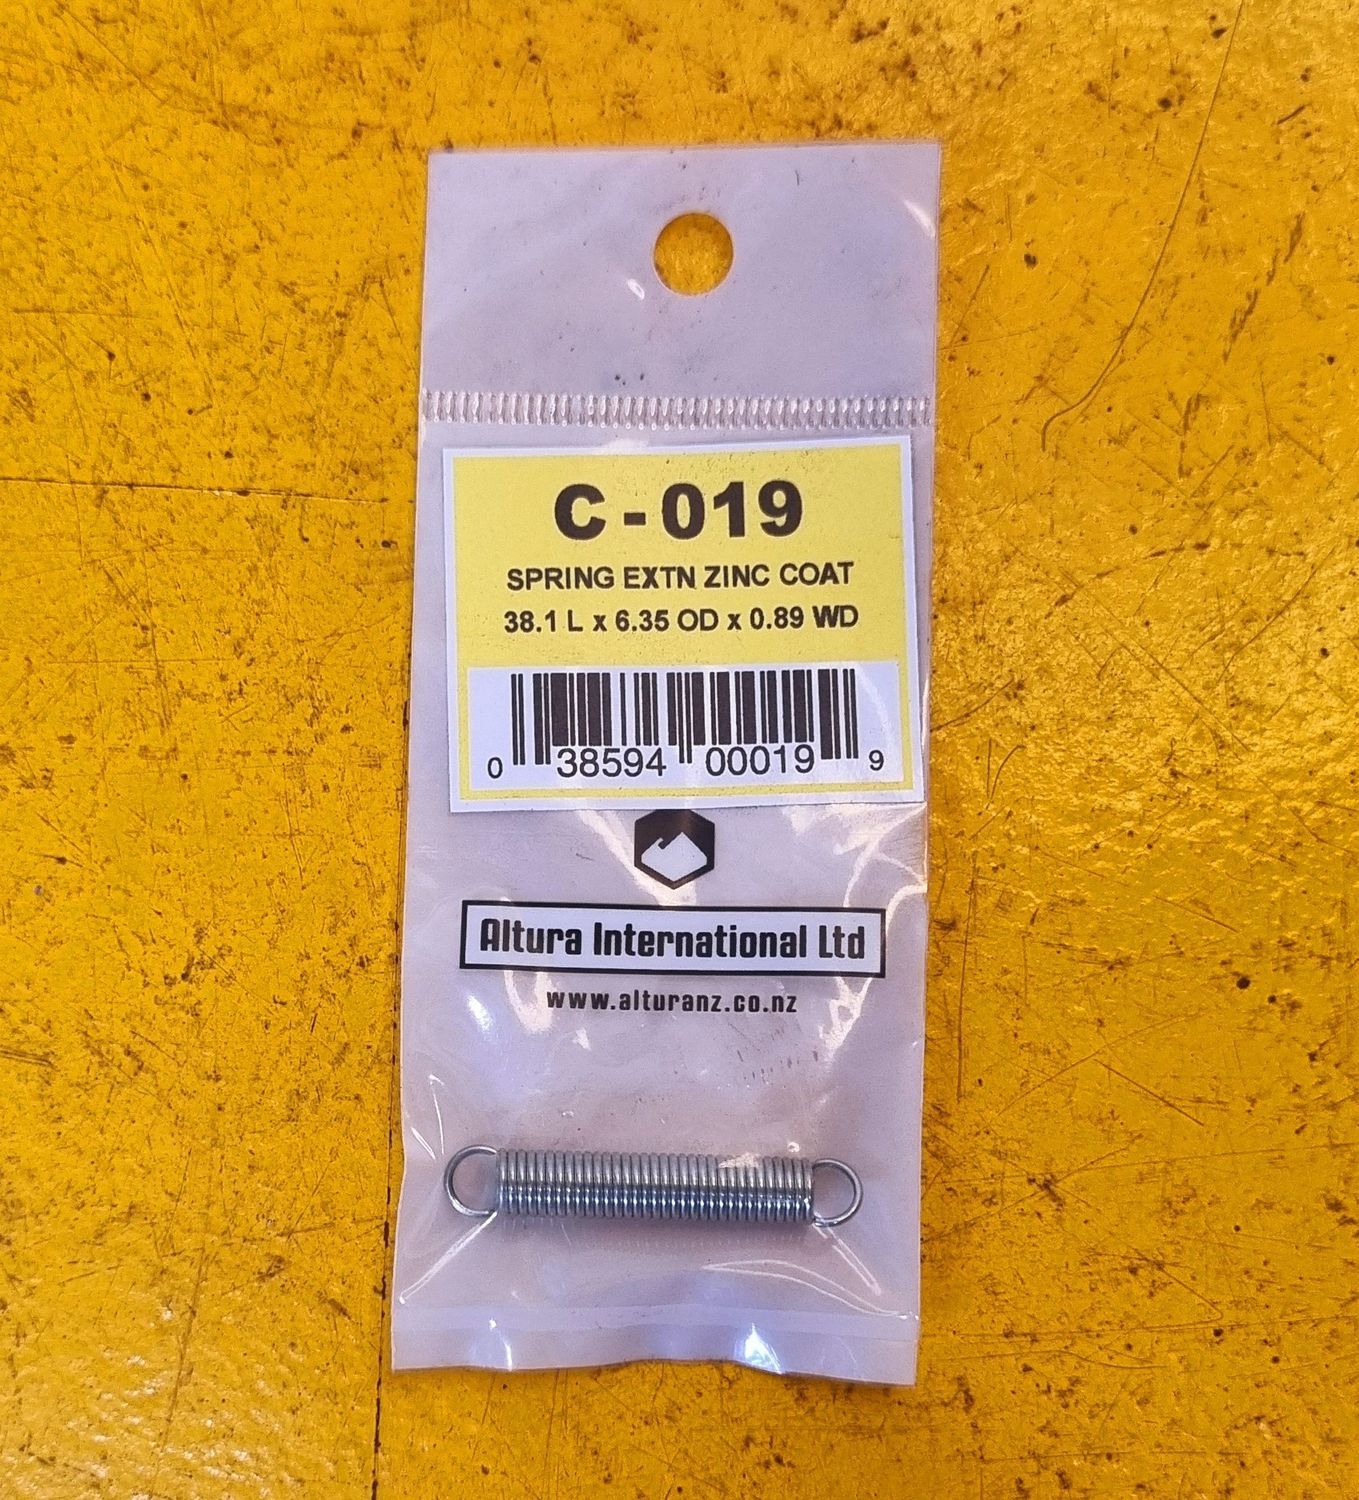 C - 019
SPRING EXTN ZINC COAT
38.1 L x 6.35 OD x 0.89 WD
0 38594 00019 9
Altura International Ltd
www.alturanz.co.nz